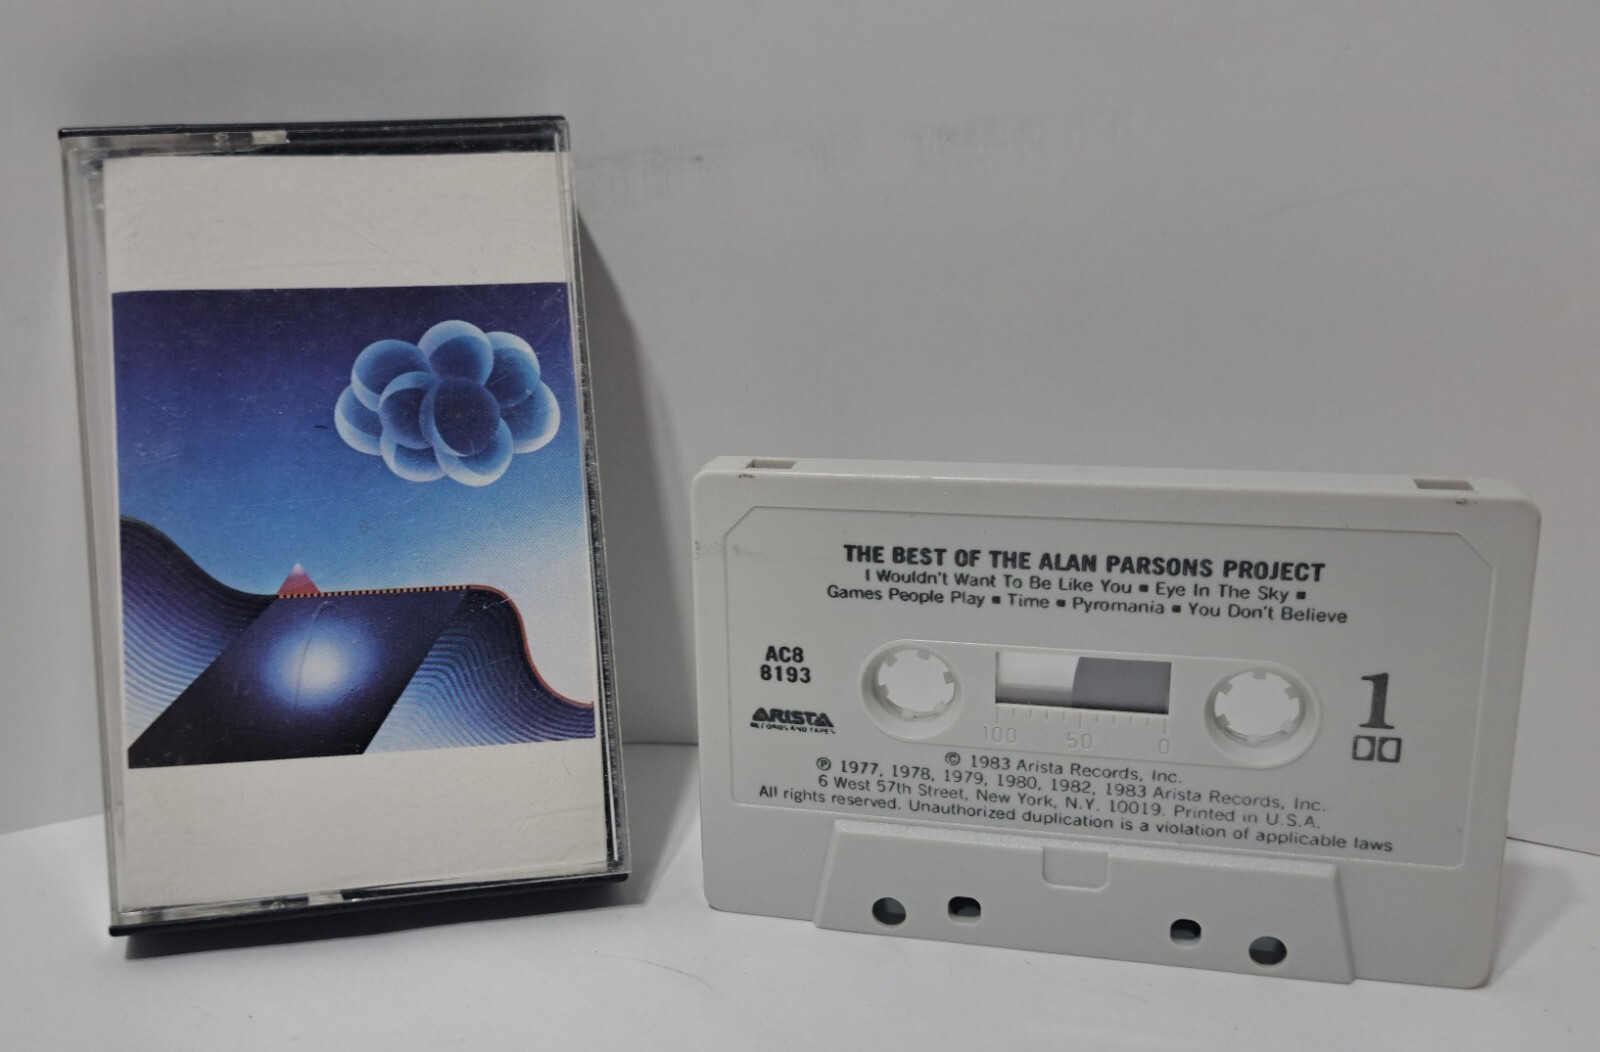 THE BEST OF THE ALAN PARSONS PROJECT
I Wouldn't Want To Be Like You ▪ Eye In The Sky ▪
Games People Play ▪ Time ▪ Pyromania ▪ You Don't Believe
AC8
8193
ARISTA
RECORDS AND TAPES
1
100 50 0
© 1983 Arista Records, Inc.
℗ 1977, 1978, 1979, 1980, 1982, 1983 Arista Records, Inc.
6 West 57th Street, New York, N.Y. 10019. Printed in U.S.A.
All rights reserved. Unauthorized duplication is a violation of applicable laws